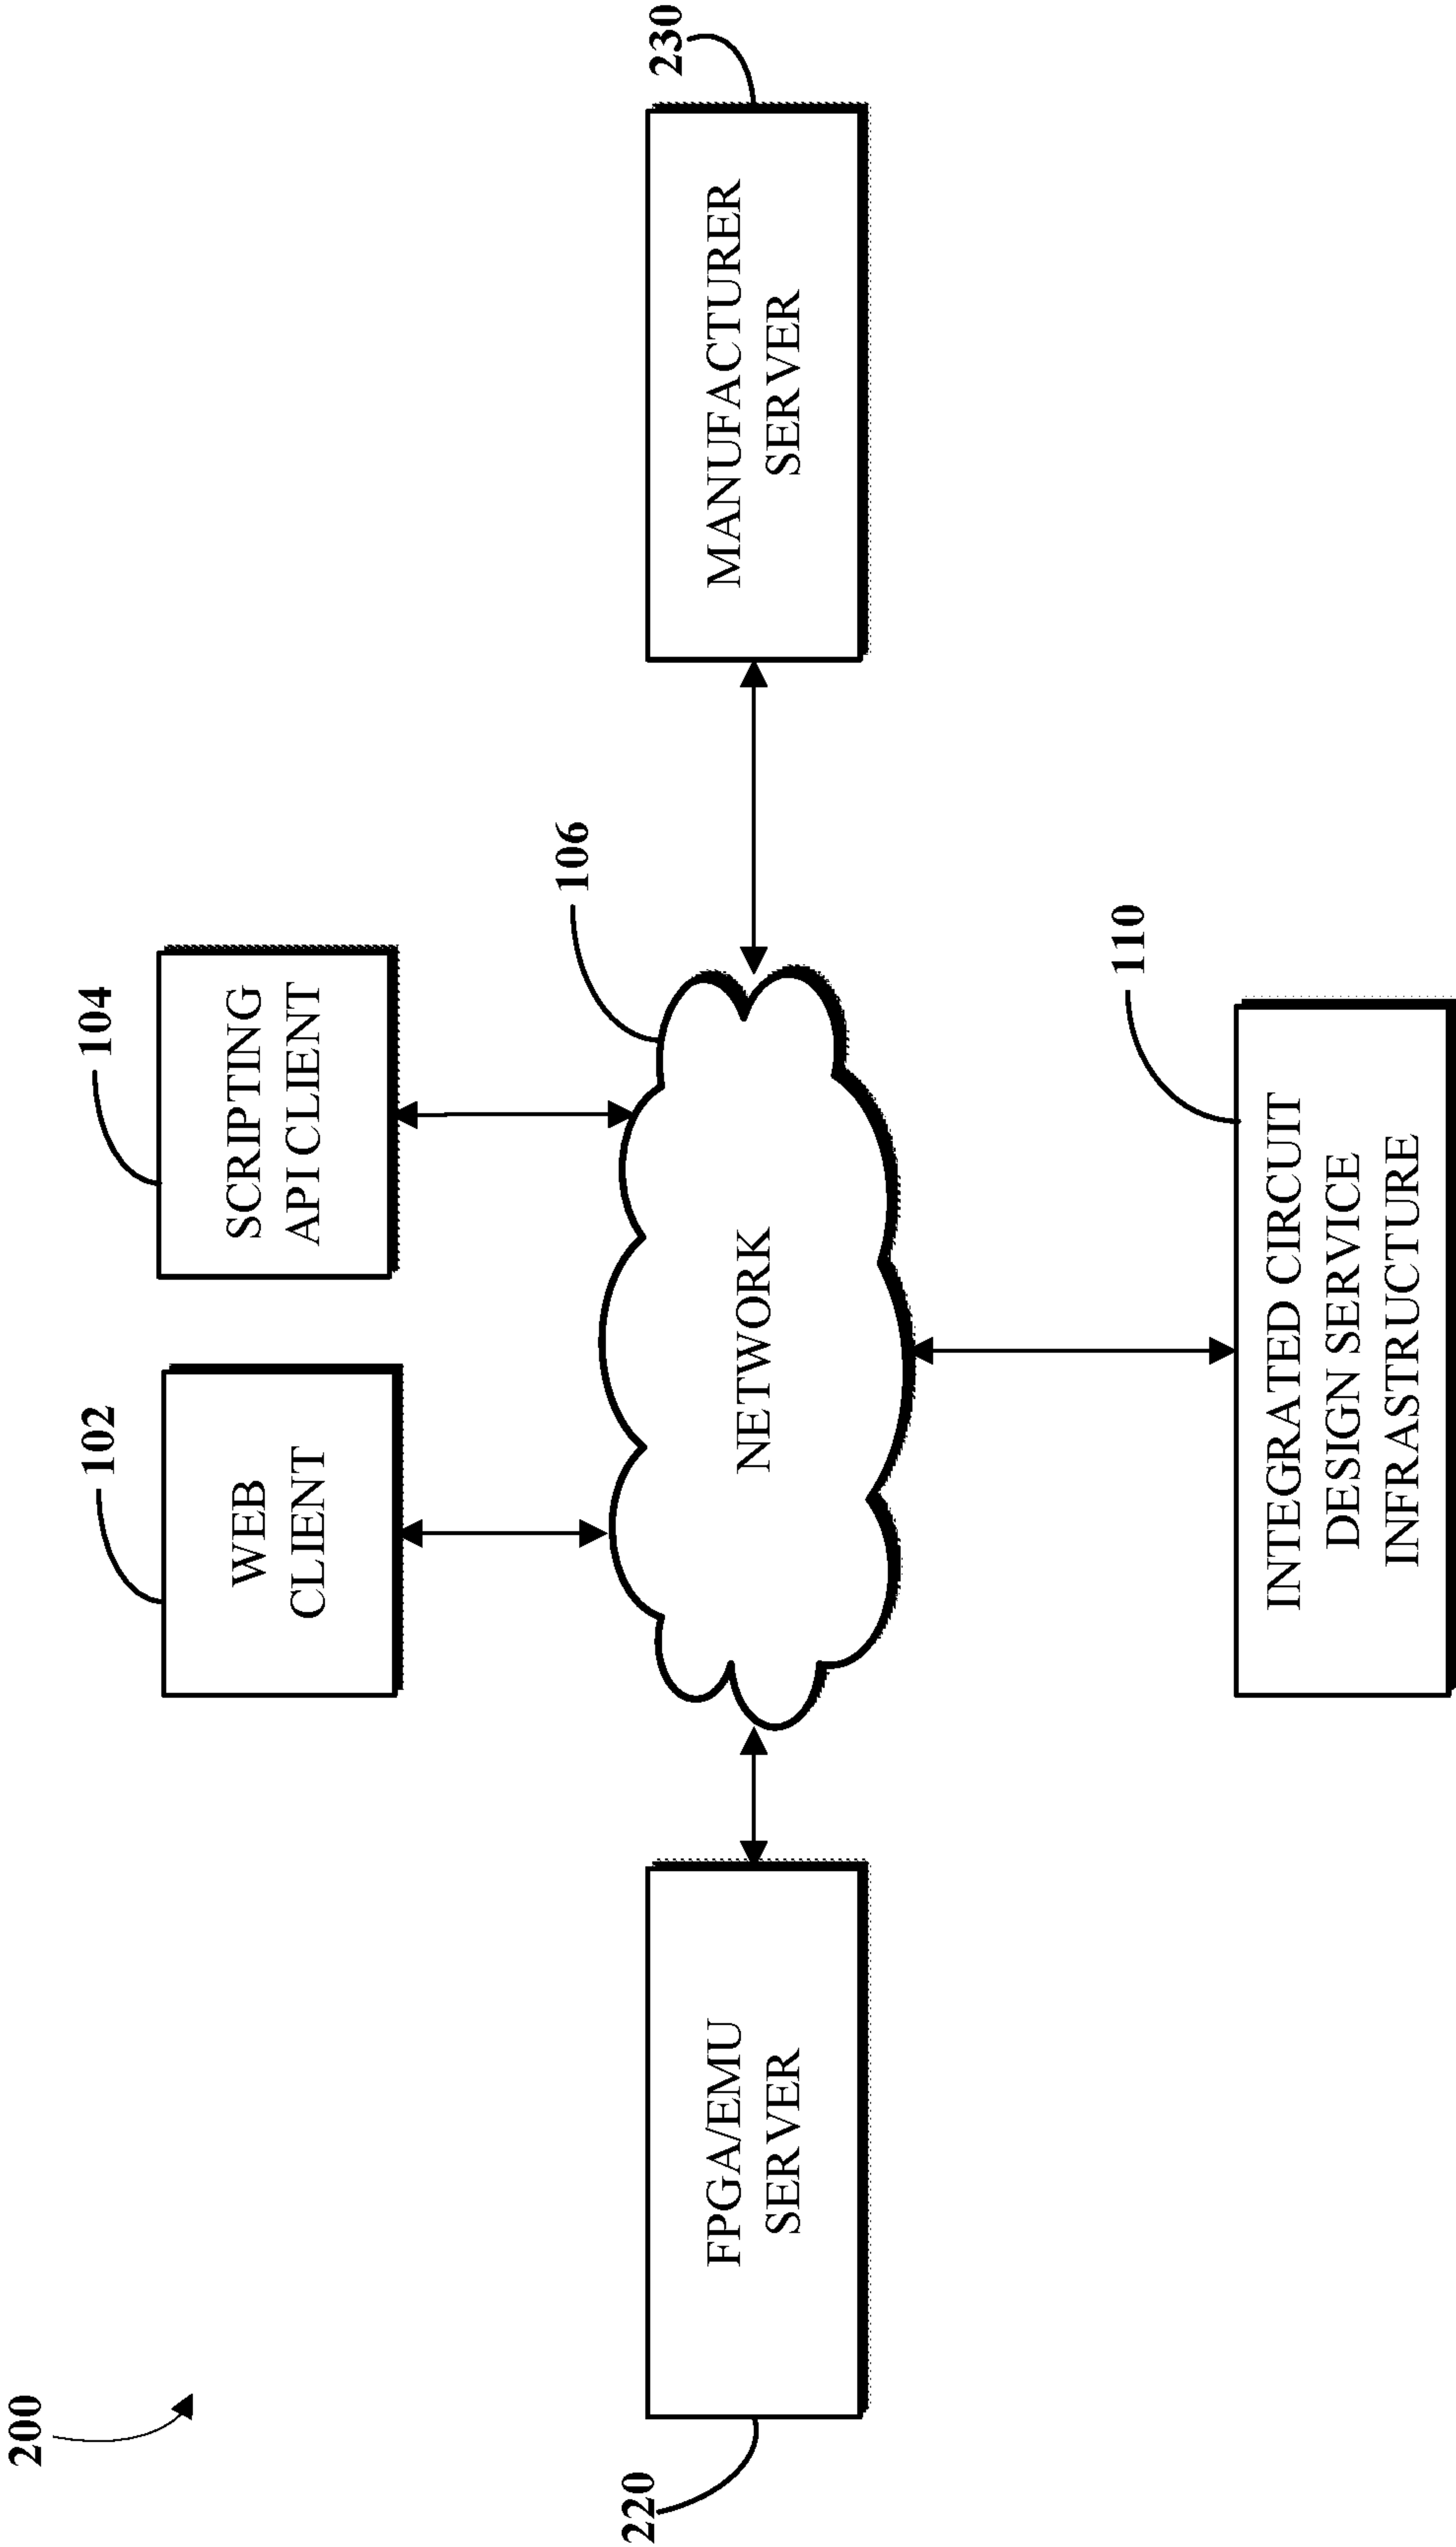 200
102
WEB
CLIENT
104
SCRIPTING
API CLIENT
106
NETWORK
220
FPGA/EMU
SERVER
230
MANUFACTURER
SERVER
110
INTEGRATED CIRCUIT
DESIGN SERVICE
INFRASTRUCTURE